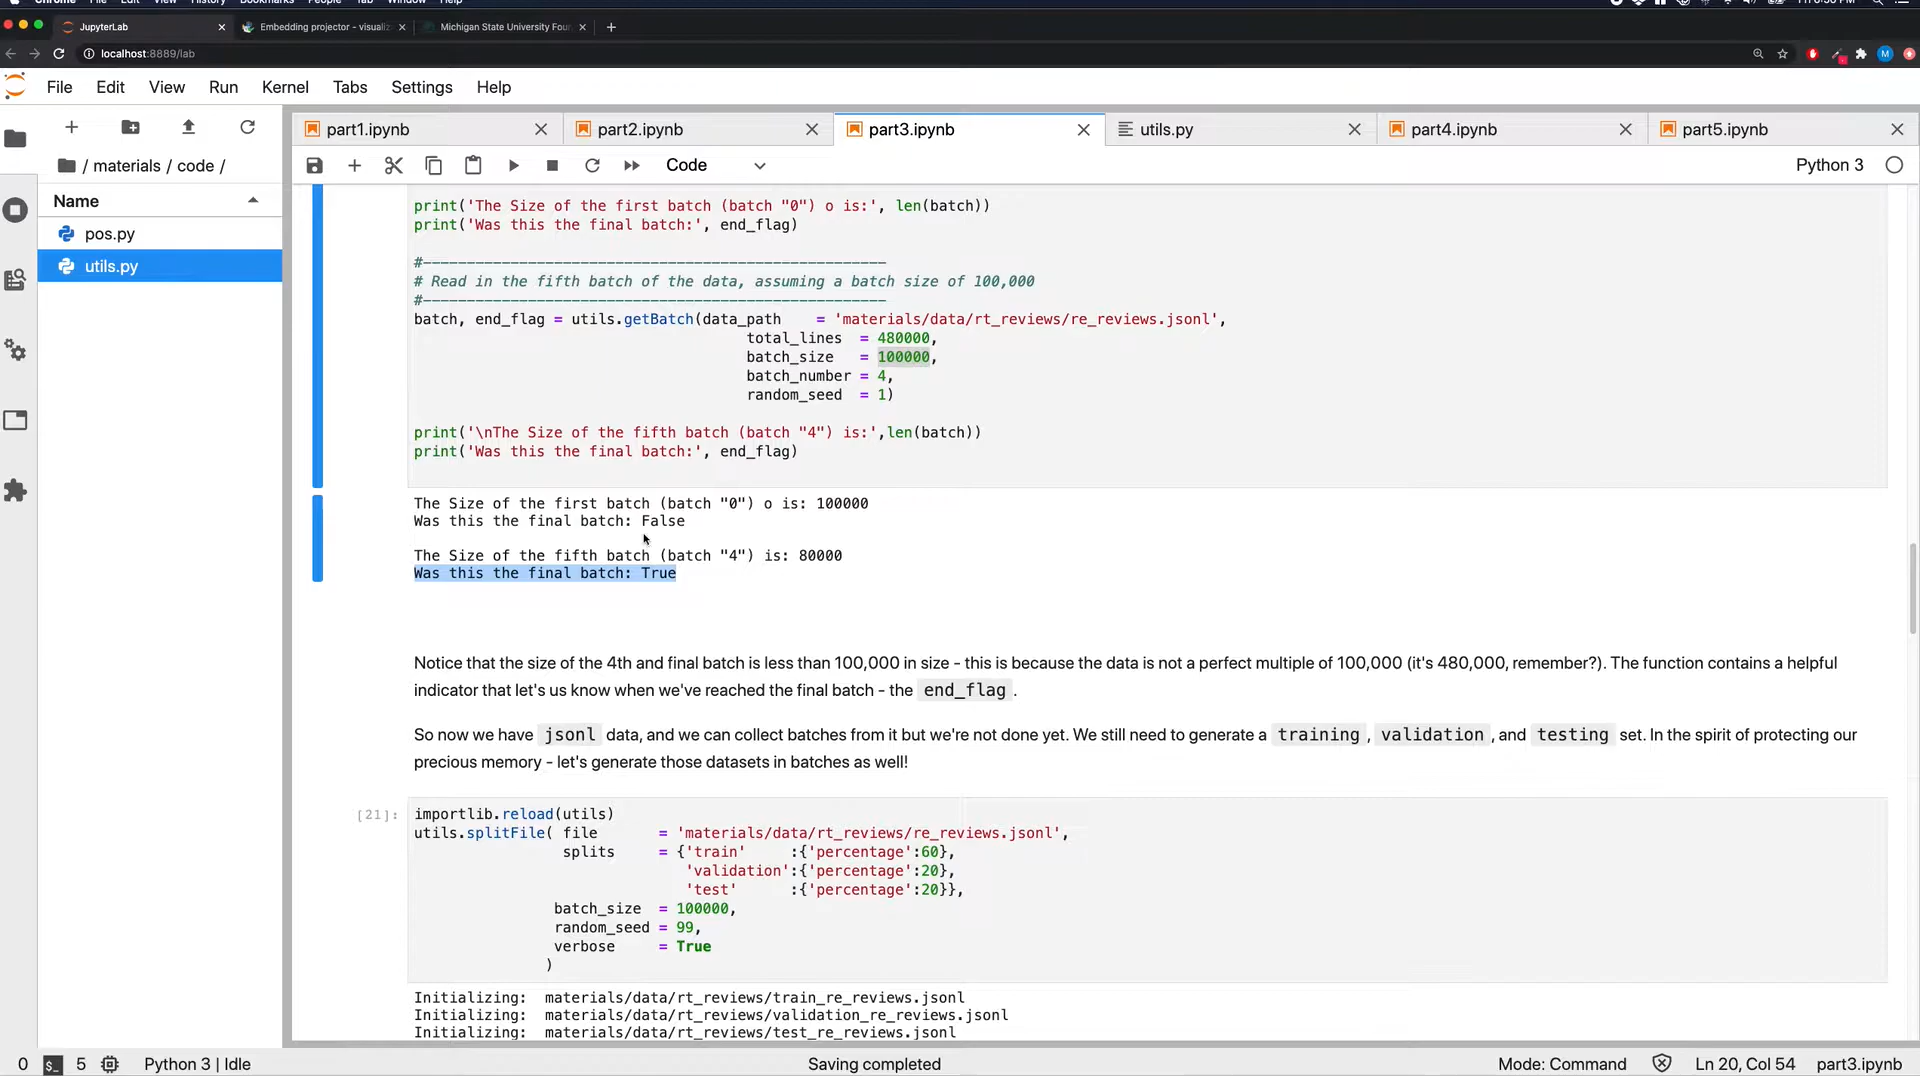 Chrome File Edit View History Bookmarks People Tab Window Help
JupyterLab
Embedding projector - visualiz
Michigan State University Foun
localhost:8889/lab
M
File Edit View Run Kernel Tabs Settings Help
part1.ipynb
part2.ipynb
part3.ipynb
utils.py
part4.ipynb
part5.ipynb
Code
Python 3
/ materials / code /
Name
pos.py
utils.py
print('The Size of the first batch (batch "0") o is:', len(batch))
print('Was this the final batch:', end_flag)
#-----------------------------------------------------
# Read in the fifth batch of the data, assuming a batch size of 100,000
#-----------------------------------------------------
batch, end_flag = utils.getBatch(data_path    = 'materials/data/rt_reviews/re_reviews.jsonl',
total_lines  = 480000,
batch_size   = 100000,
batch_number = 4,
random_seed  = 1)
print('\nThe Size of the fifth batch (batch "4") is:',len(batch))
print('Was this the final batch:', end_flag)
The Size of the first batch (batch "0") o is: 100000
Was this the final batch: False
The Size of the fifth batch (batch "4") is: 80000
Was this the final batch: True
Notice that the size of the 4th and final batch is less than 100,000 in size - this is because the data is not a perfect multiple of 100,000 (it's 480,000, remember?). The function contains a helpful
indicator that let's us know when we've reached the final batch - the end_flag .
So now we have jsonl data, and we can collect batches from it but we're not done yet. We still need to generate a training , validation , and testing set. In the spirit of protecting our
precious memory - let's generate those datasets in batches as well!
[21]:
importlib.reload(utils)
utils.splitFile( file       = 'materials/data/rt_reviews/re_reviews.jsonl',
splits     = {'train'     :{'percentage':60},
'validation':{'percentage':20},
'test'      :{'percentage':20}},
batch_size  = 100000,
random_seed = 99,
verbose     = True
)
Initializing:  materials/data/rt_reviews/train_re_reviews.jsonl
Initializing:  materials/data/rt_reviews/validation_re_reviews.jsonl
Initializing:  materials/data/rt_reviews/test_re_reviews.jsonl
0 5 Python 3 | Idle
Saving completed
Mode: Command
Ln 20, Col 54
part3.ipynb